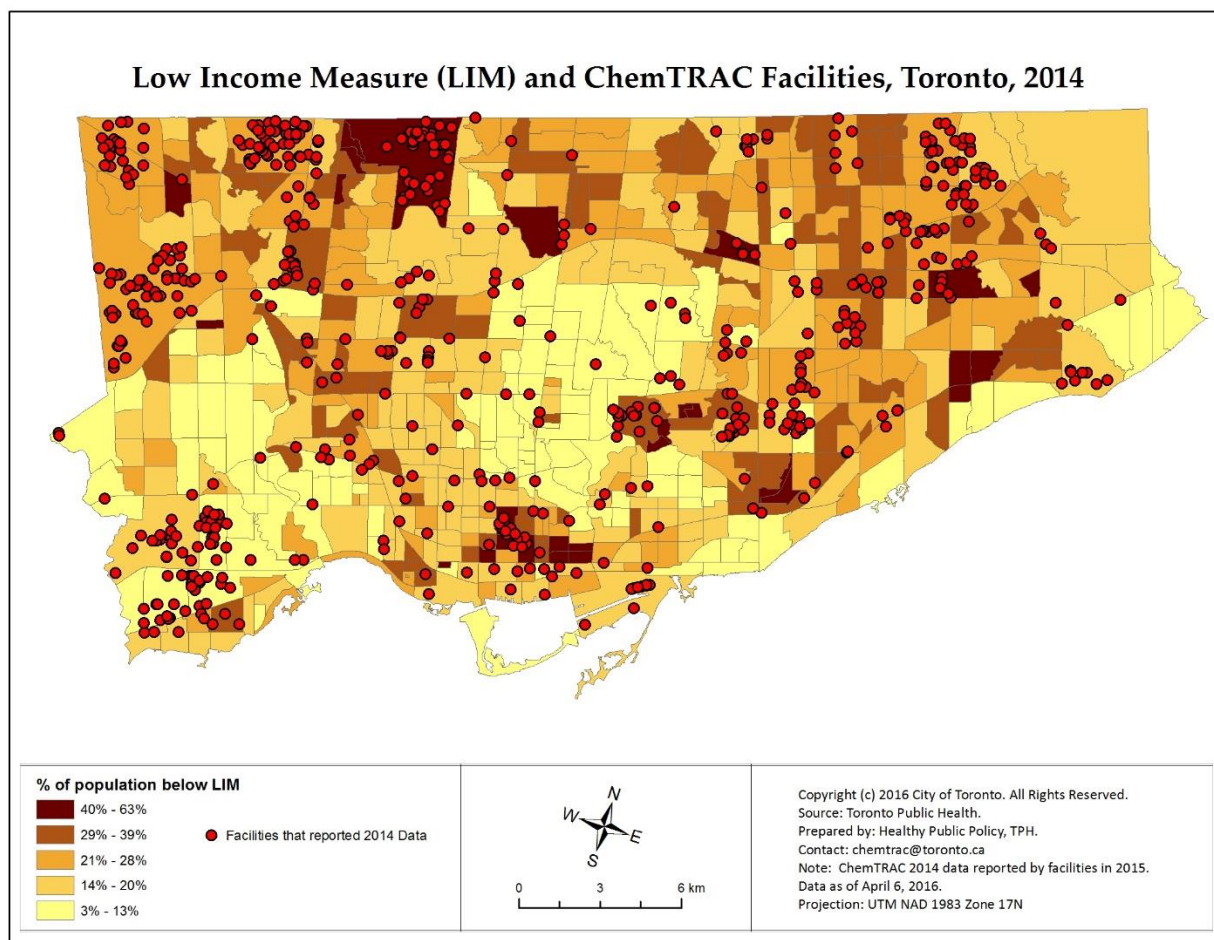 Low Income Measure (LIM) and ChemTRAC Facilities, Toronto, 2014
% of population below LIM
40% - 63%
29% - 39%
21% - 28%
14% - 20%
3% - 13%
Facilities that reported 2014 Data
N
W
E
S
0 3 6 km
Copyright (c) 2016 City of Toronto. All Rights Reserved.
Source: Toronto Public Health.
Prepared by: Healthy Public Policy, TPH.
Contact: chemtrac@toronto.ca
Note: ChemTRAC 2014 data reported by facilities in 2015.
Data as of April 6, 2016.
Projection: UTM NAD 1983 Zone 17N